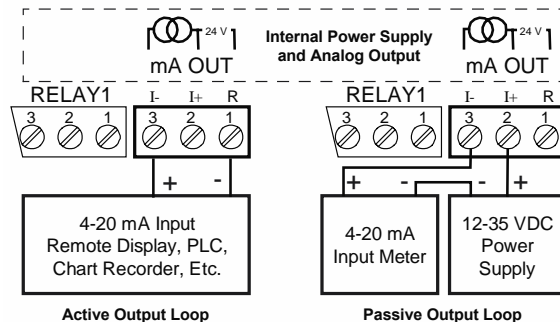 24 V
Internal Power Supply
and Analog Output
24 V
mA OUT
mA OUT
RELAY1
I- I+ R
3 2 1
3 2 1
RELAY1
I- I+ R
3 2 1
3 2 1
+ -
+ - - +
4-20 mA Input
Remote Display, PLC,
Chart Recorder, Etc.
4-20 mA
Input Meter
12-35 VDC
Power
Supply
Active Output Loop
Passive Output Loop